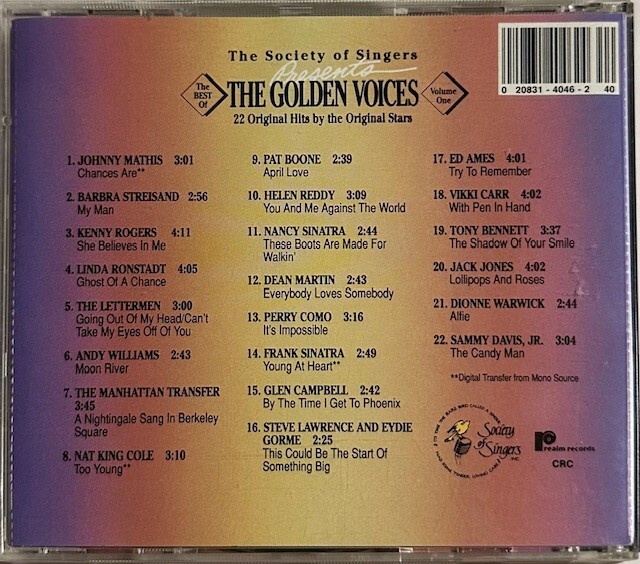 The Society of Singers
Presents
The BEST Of
THE GOLDEN VOICES
Volume One
22 Original Hits by the Original Stars
0 20831-4046-2 40
1. JOHNNY MATHIS 3:01
Chances Are**
2. BARBRA STREISAND 2:56
My Man
3. KENNY ROGERS 4:11
She Believes In Me
4. LINDA RONSTADT 4:05
Ghost Of A Chance
5. THE LETTERMEN 3:00
Going Out Of My Head/Can't
Take My Eyes Off Of You
6. ANDY WILLIAMS 2:43
Moon River
7. THE MANHATTAN TRANSFER
3:45
A Nightingale Sang In Berkeley
Square
8. NAT KING COLE 3:10
Too Young**
9. PAT BOONE 2:39
April Love
10. HELEN REDDY 3:09
You And Me Against The World
11. NANCY SINATRA 2:44
These Boots Are Made For
Walkin'
12. DEAN MARTIN 2:43
Everybody Loves Somebody
13. PERRY COMO 3:16
It's Impossible
14. FRANK SINATRA 2:49
Young At Heart**
15. GLEN CAMPBELL 2:42
By The Time I Get To Phoenix
16. STEVE LAWRENCE AND EYDIE
GORME 2:25
This Could Be The Start Of
Something Big
17. ED AMES 4:01
Try To Remember
18. VIKKI CARR 4:02
With Pen In Hand
19. TONY BENNETT 3:37
The Shadow Of Your Smile
20. JACK JONES 4:02
Lollipops And Roses
21. DIONNE WARWICK 2:44
Alfie
22. SAMMY DAVIS, JR. 3:04
The Candy Man
**Digital Transfer from Mono Source
Society
of Singers
INC.
realm records
CRC